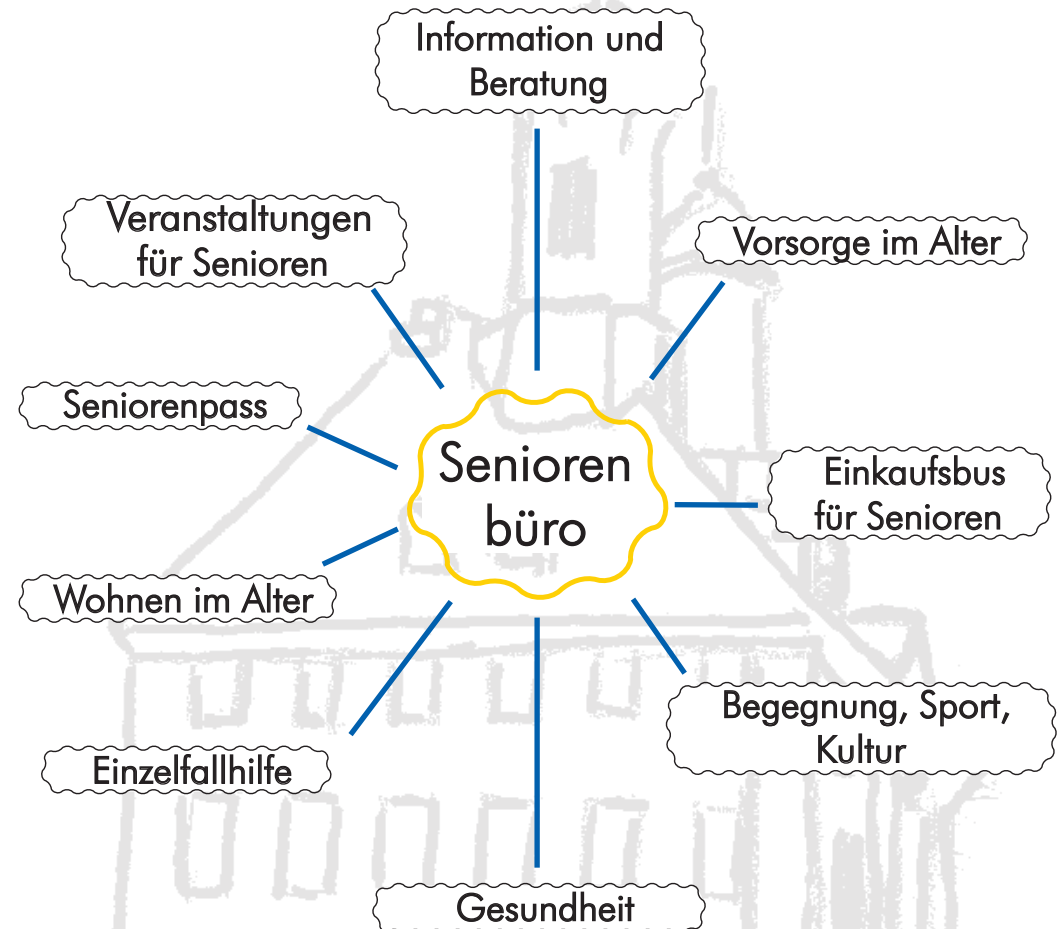 Information und
Beratung
Veranstaltungen
für Senioren
Vorsorge im Alter
Seniorenpass
Senioren
büro
Einkaufsbus
für Senioren
Wohnen im Alter
Begegnung, Sport,
Kultur
Einzelfallhilfe
Gesundheit